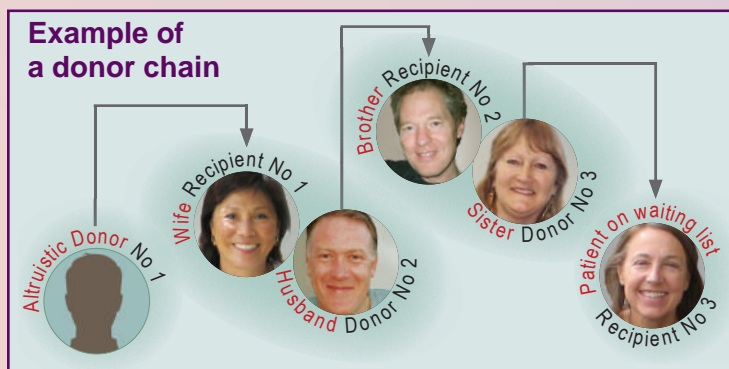 Example of
a donor chain
Altruistic Donor No 1
Wife Recipient No 1
Husband Donor No 2
Brother Recipient No 2
Sister Donor No 3
Patient on waiting list
Recipient No 3